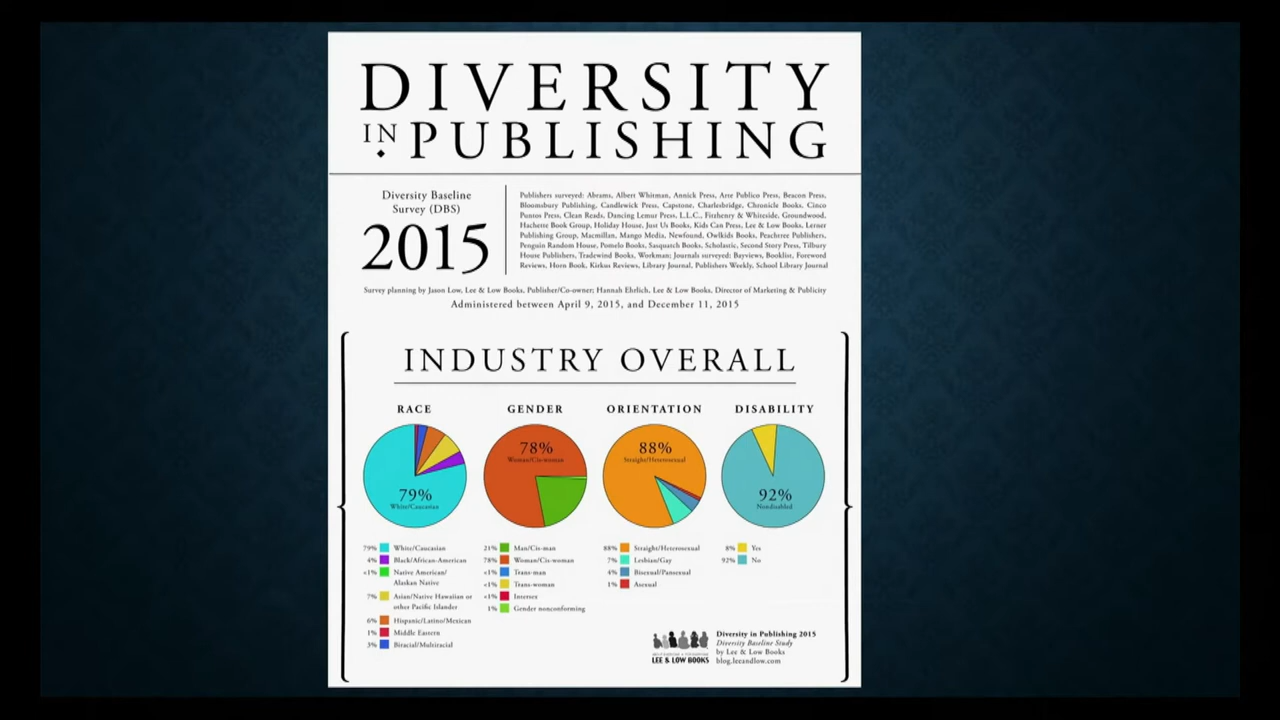 DIVERSITY
IN PUBLISHING
Diversity Baseline
Survey (DBS)
2015
Publishers surveyed: Abrams, Albert Whitman, Annick Press, Arte Publico Press, Beacon Press,
Bloomsbury Publishing, Candlewick Press, Capstone, Charlesbridge, Chronicle Books, Cinco
Puntos Press, Clean Reads, Dancing Lemur Press, L.L.C., Fitzhenry & Whiteside, Groundwood,
Hachette Book Group, Holiday House, Just Us Books, Kids Can Press, Lee & Low Books, Lerner
Publishing Group, Macmillan, Mango Media, Newfound, Owlkids Books, Peachtree Publishers,
Penguin Random House, Pomelo Books, Sasquatch Books, Scholastic, Second Story Press, Tilbury
House Publishers, Tradewind Books, Workman; Journals surveyed: Bayviews, Booklist, Foreword
Reviews, Horn Book, Kirkus Reviews, Library Journal, Publishers Weekly, School Library Journal
Survey planning by Jason Low, Lee & Low Books, Publisher/Co-owner; Hannah Ehrlich, Lee & Low Books, Director of Marketing & Publicity
Administered between April 9, 2015, and December 11, 2015
INDUSTRY OVERALL
RACE
79%
White/Caucasian
79% White/Caucasian
4% Black/African-American
<1% Native American/
Alaskan Native
7% Asian/Native Hawaiian or
other Pacific Islander
6% Hispanic/Latino/Mexican
1% Middle Eastern
3% Biracial/Multiracial
GENDER
78%
Woman/Cis-woman
21% Man/Cis-man
78% Woman/Cis-woman
<1% Trans-man
<1% Trans-woman
<1% Intersex
1% Gender nonconforming
ORIENTATION
88%
Straight/Heterosexual
88% Straight/Heterosexual
7% Lesbian/Gay
4% Bisexual/Pansexual
1% Asexual
DISABILITY
92%
Nondisabled
8% Yes
92% No
LEE & LOW BOOKS
Diversity in Publishing 2015
Diversity Baseline Study
by Lee & Low Books
blog.leeandlow.com